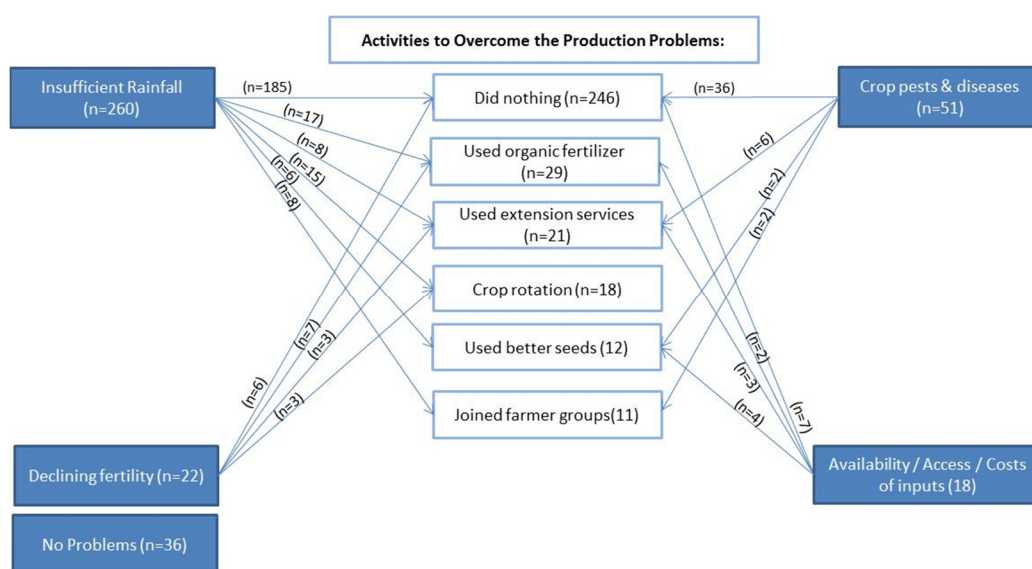 Activities to Overcome the Production Problems:
Insufficient Rainfall
(n=260)
(n=185)
(n=17)
(n=8)
(n=15)
(n=6)
(n=8)
Did nothing (n=246)
(n=36)
Crop pests & diseases
(n=51)
Used organic fertilizer
(n=29)
(n=6)
(n=2)
(n=2)
Used extension services
(n=21)
Crop rotation (n=18)
Used better seeds (12)
Joined farmer groups(11)
(n=7)
(n=3)
(n=6)
(n=3)
(n=2)
(n=3)
(n=4)
(n=7)
Declining fertility (n=22)
Availability / Access / Costs
of inputs (18)
No Problems (n=36)